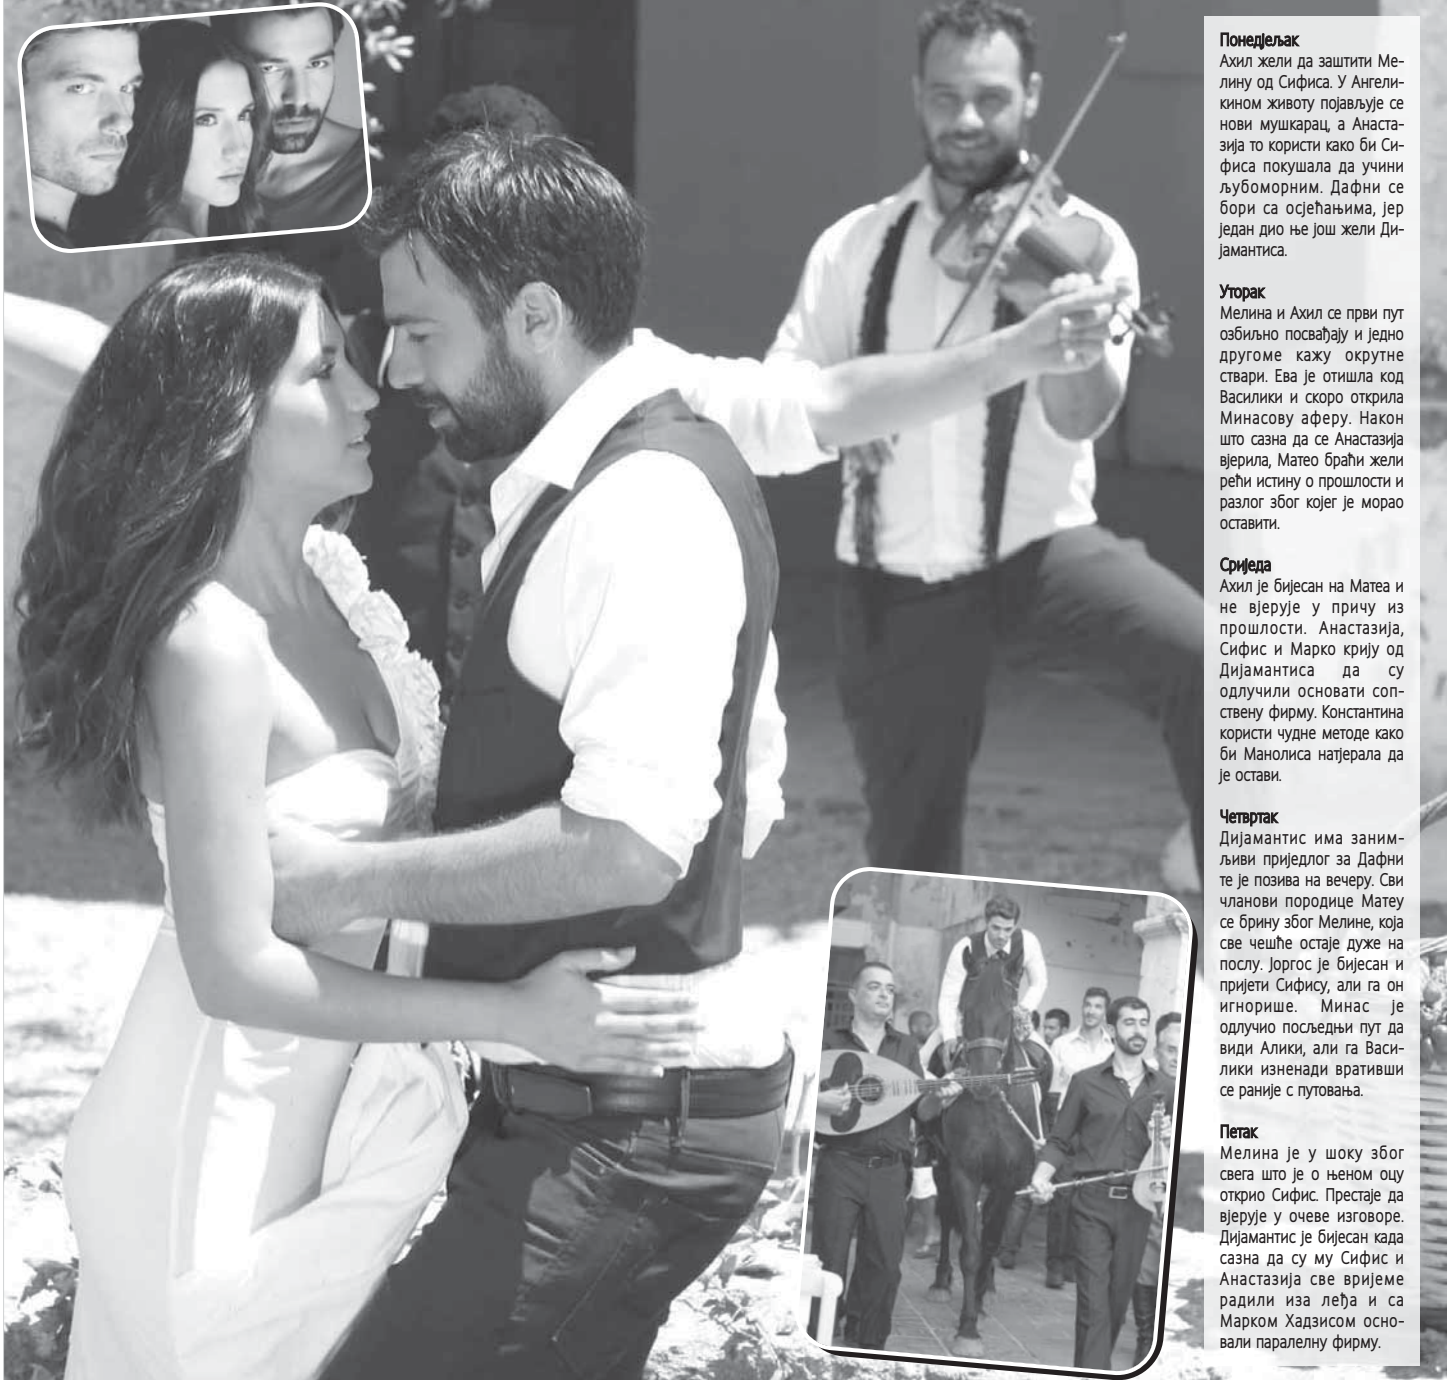 Понедјељак
Ахил жели да заштити Ме-
лину од Сифиса. У Ангели-
кином животу појављује се
нови мушкарац, а Анаста-
зија то користи како би Си-
фиса покушала да учини
љубоморним. Дафни се
бори са осјећањима, јер
један дио ње још жели Ди-
јамантиса.
Уторак
Мелина и Ахил се први пут
озбиљно посвађају и једно
другоме кажу окрутне
ствари. Ева је отишла код
Василики и скоро открила
Минасову аферу. Након
што сазна да се Анастазија
вјерила, Матео браћи жели
рећи истину о прошлости и
разлог због којег је морао
оставити.
Сриједа
Ахил је бијесан на Матеа и
не вјерује у причу из
прошлости. Анастазија,
Сифис и Марко крију од
Дијамантиса да су
одлучили основати соп-
ствену фирму. Константина
користи чудне методе како
би Манолиса натјерала да
је остави.
Четвртак
Дијамантис има заним-
љиви приједлог за Дафни
те је позива на вечеру. Сви
чланови породице Матеу
се брину због Мелине, која
све чешће остаје дуже на
послу. Јоргос је бијесан и
пријети Сифису, али га он
игнорише. Минас је
одлучио посљедњи пут да
види Алики, али га Васи-
лики изненади вративши
се раније с путовања.
Петак
Мелина је у шоку због
свега што је о њеном оцу
открио Сифис. Престаје да
вјерује у очеве изговоре.
Дијамантис је бијесан када
сазна да су му Сифис и
Анастазија све вријеме
радили иза леђа и са
Марком Хадзисом осно-
вали паралелну фирму.